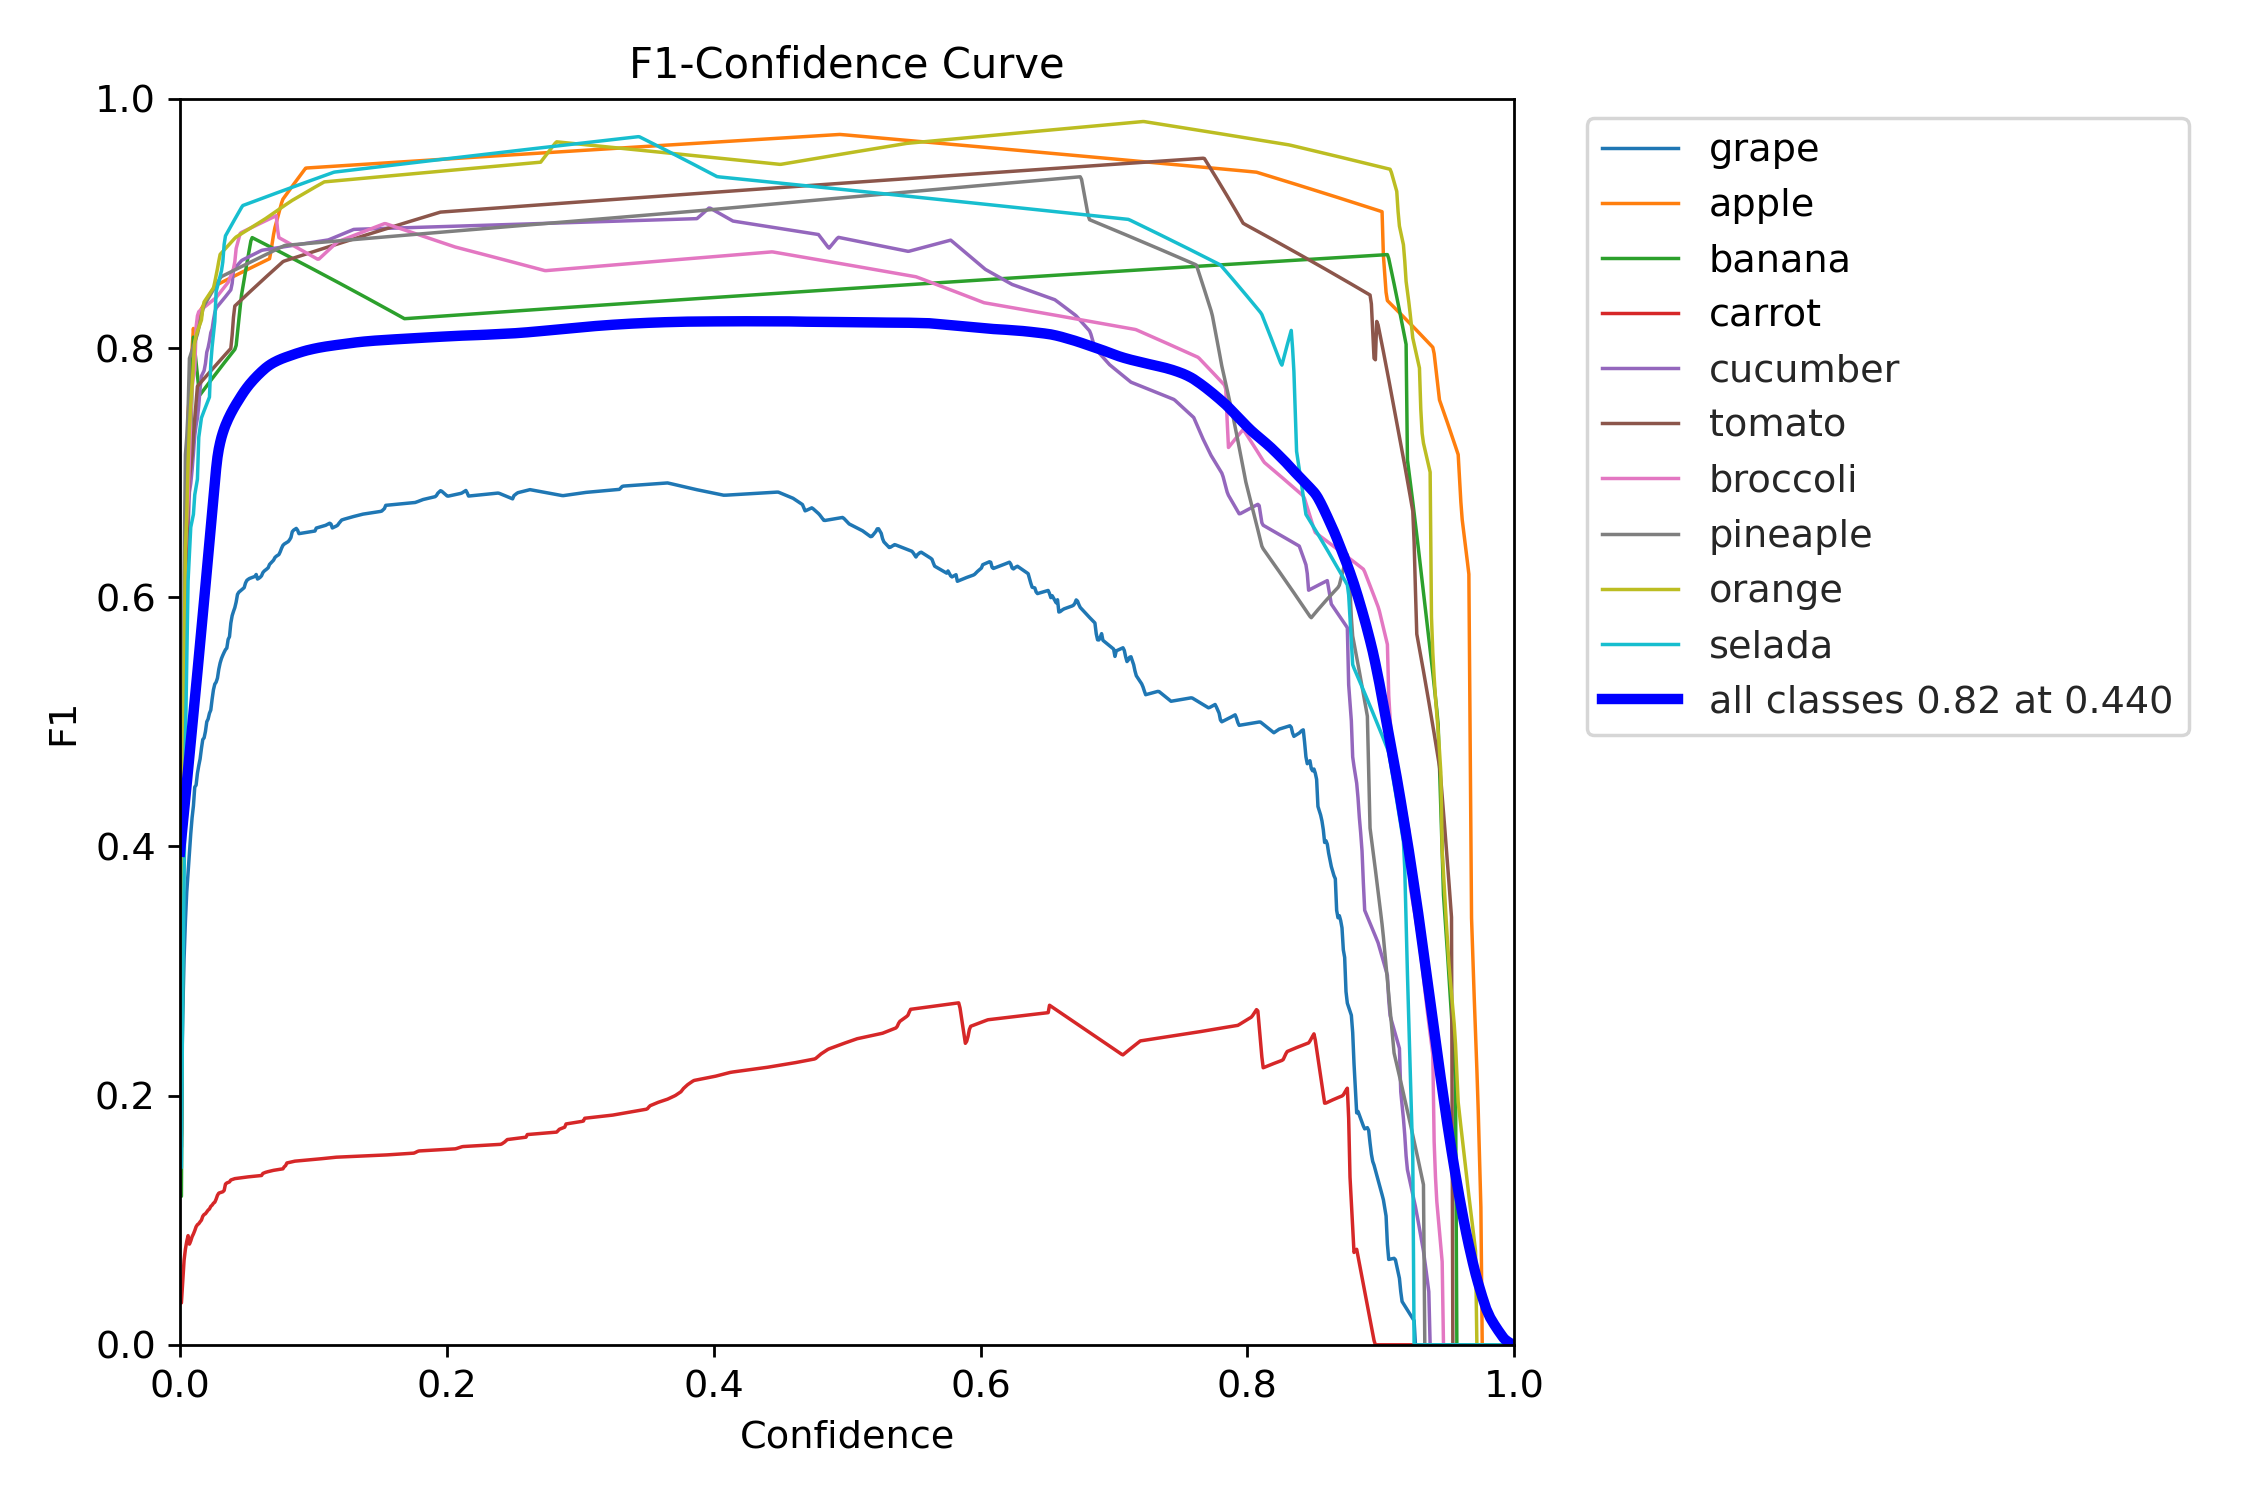 F1-Confidence Curve
1.0
0.8
0.6
0.4
0.2
0.0
F1
0.0 0.2 0.4 0.6 0.8 1.0
Confidence
grape
apple
banana
carrot
cucumber
tomato
broccoli
pineaple
orange
selada
all classes 0.82 at 0.440